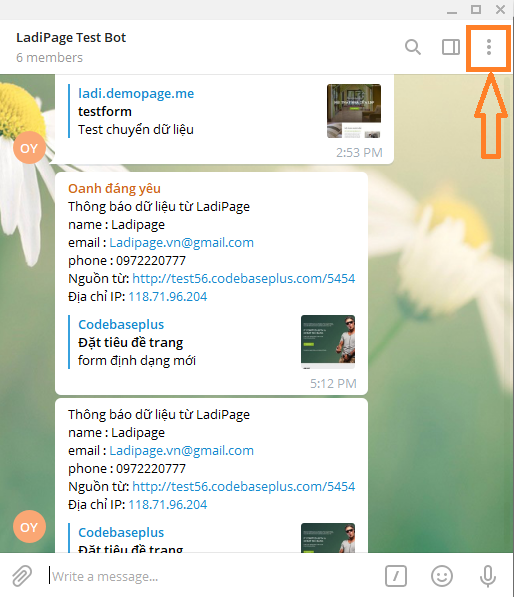 LadiPage Test Bot
6 members
ladi.demopage.me
testform
Test chuyển dữ liệu
2:53 PM
OY
Oanh đáng yêu
Thông báo dữ liệu từ LadiPage
name : Ladipage
email : Ladipage.vn@gmail.com
phone : 0972220777
Nguồn từ: http://test56.codebaseplus.com/5454
Địa chỉ IP: 118.71.96.204
Codebaseplus
Đặt tiêu đề trang
form định dạng mới
5:12 PM
Thông báo dữ liệu từ LadiPage
name : Ladipage
email : Ladipage.vn@gmail.com
phone : 0972220777
Nguồn từ: http://test56.codebaseplus.com/5454
Địa chỉ IP: 118.71.96.204
OY
Codebaseplus
Đặt tiêu đề trang
Write a message...